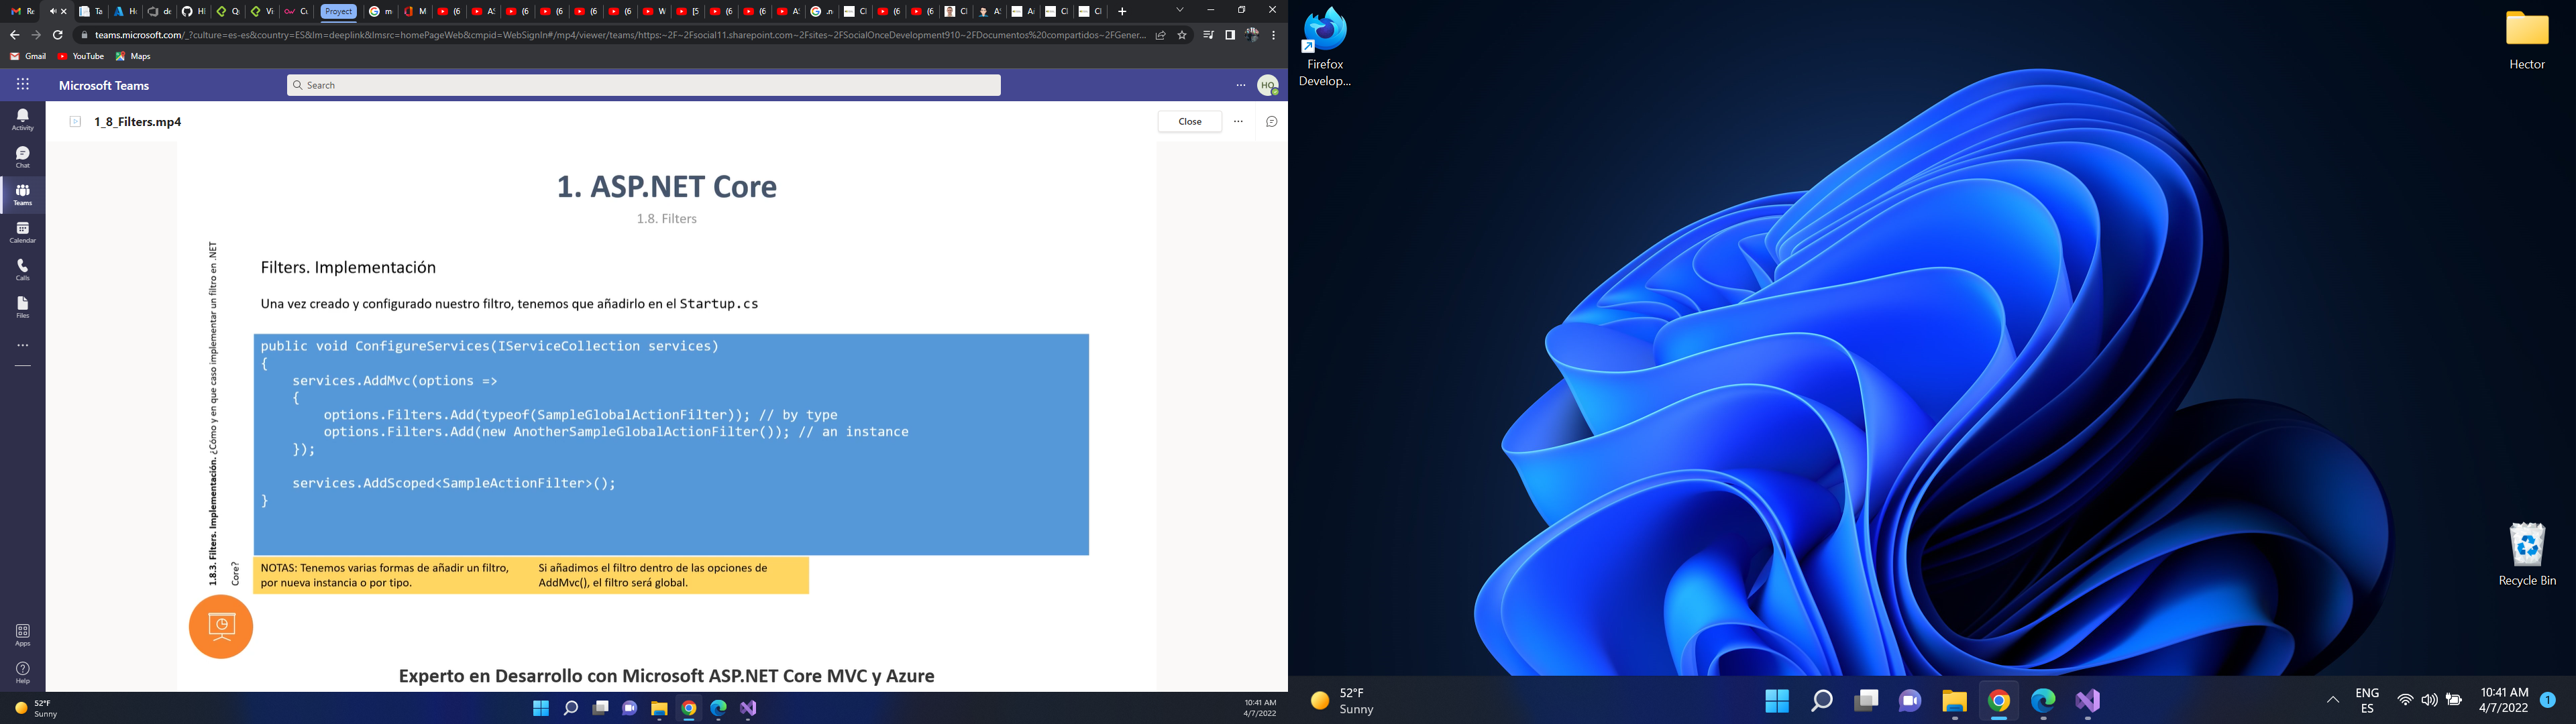 teams.microsoft.com/_?culture=es-es&country=ES&lm=deeplink&lmsrc=homePageWeb&cmpid=WebSignIn#/mp4/viewer/teams/https:~2F~2Fsocial11.sharepoint.com~2Fsites~2FSocialOnceDevelopment910~2FDocumentos%20compartidos~2FGener...
Gmail YouTube Maps
Proyect
Microsoft Teams
Search
HO
Activity
Chat
Teams
Calendar
Calls
Files
Apps
Help
1_8_Filters.mp4
Close
1. ASP.NET Core
1.8. Filters
1.8.3. Filters. Implementación. ¿Cómo y en que caso implementar un filtro en .NET
Core?
Filters. Implementación
Una vez creado y configurado nuestro filtro, tenemos que añadirlo en el Startup.cs
public void ConfigureServices(IServiceCollection services)
{
services.AddMvc(options =>
{
options.Filters.Add(typeof(SampleGlobalActionFilter)); // by type
options.Filters.Add(new AnotherSampleGlobalActionFilter()); // an instance
});
services.AddScoped<SampleActionFilter>();
}
NOTAS: Tenemos varias formas de añadir un filtro,
por nueva instancia o por tipo.
Si añadimos el filtro dentro de las opciones de
AddMvc(), el filtro será global.
Experto en Desarrollo con Microsoft ASP.NET Core MVC y Azure
52°F
Sunny
10:41 AM
4/7/2022
Firefox
Develop...
Hector
Recycle Bin
52°F
Sunny
ENG
ES
10:41 AM
4/7/2022
1